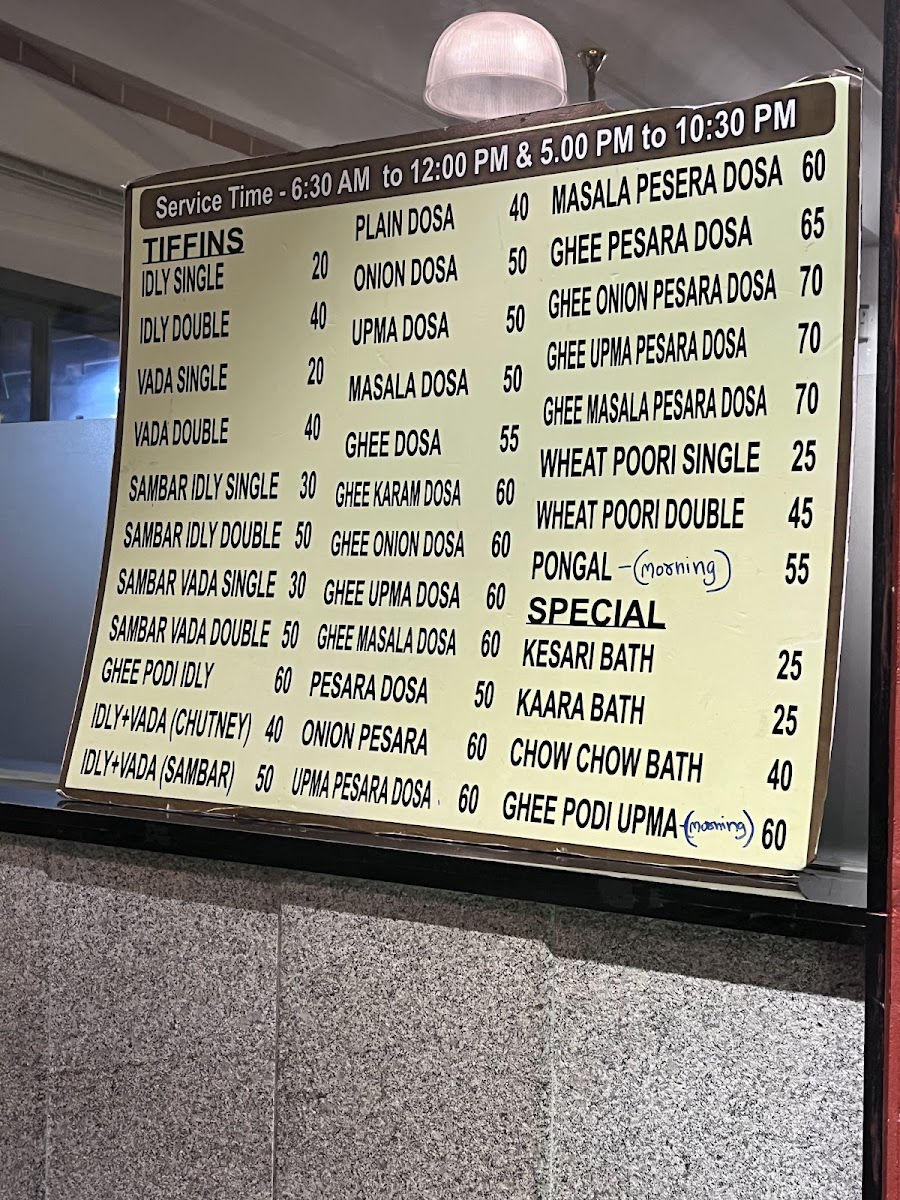 Service Time - 6:30 AM to 12:00 PM & 5.00 PM to 10:30 PM
TIFFINS
IDLY SINGLE 20
IDLY DOUBLE 40
VADA SINGLE 20
VADA DOUBLE 40
SAMBAR IDLY SINGLE 30
SAMBAR IDLY DOUBLE 50
SAMBAR VADA SINGLE 30
SAMBAR VADA DOUBLE 50
GHEE PODI IDLY 60
IDLY+VADA (CHUTNEY) 40
IDLY+VADA (SAMBAR) 50
PLAIN DOSA 40
ONION DOSA 50
UPMA DOSA 50
MASALA DOSA 50
GHEE DOSA 55
GHEE KARAM DOSA 60
GHEE ONION DOSA 60
GHEE UPMA DOSA 60
GHEE MASALA DOSA 60
PESARA DOSA 50
ONION PESARA 60
UPMA PESARA DOSA 60
MASALA PESERA DOSA 60
GHEE PESARA DOSA 65
GHEE ONION PESARA DOSA 70
GHEE UPMA PESARA DOSA 70
GHEE MASALA PESARA DOSA 70
WHEAT POORI SINGLE 25
WHEAT POORI DOUBLE 45
PONGAL -(morning) 55
SPECIAL
KESARI BATH 25
KAARA BATH 25
CHOW CHOW BATH 40
GHEE PODI UPMA-(morning) 60